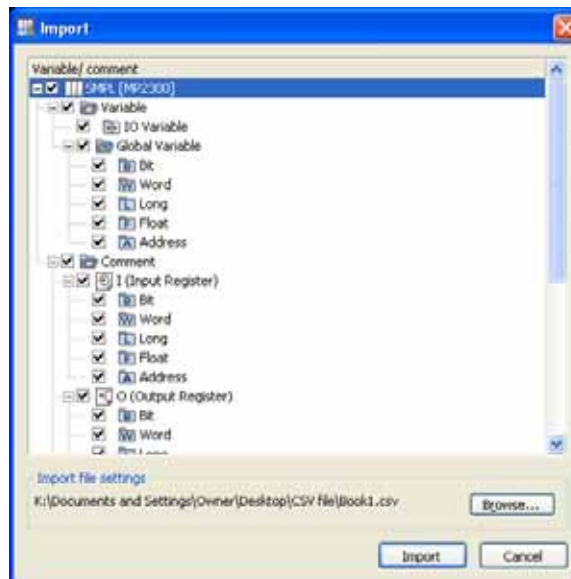 Import
Variable/ comment
SMPL [MP2300]
Variable
IO Variable
Global Variable
Bit
Word
Long
Float
Address
Comment
I (Input Register)
Bit
Word
Long
Float
Address
O (Output Register)
Bit
Word
Long
Import file settings
K:\Documents and Settings\Owner\Desktop\CSV file\Book1.csv
Browse...
Import
Cancel